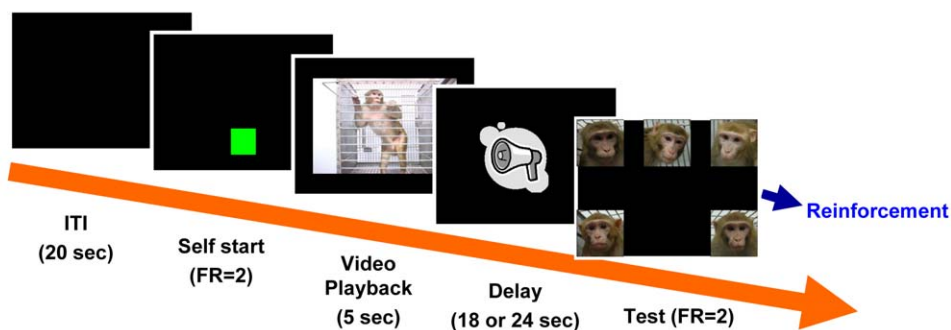 ITI
(20 sec)
Self start
(FR=2)
Video
Playback
(5 sec)
Delay
(18 or 24 sec)
Test (FR=2)
Reinforcement